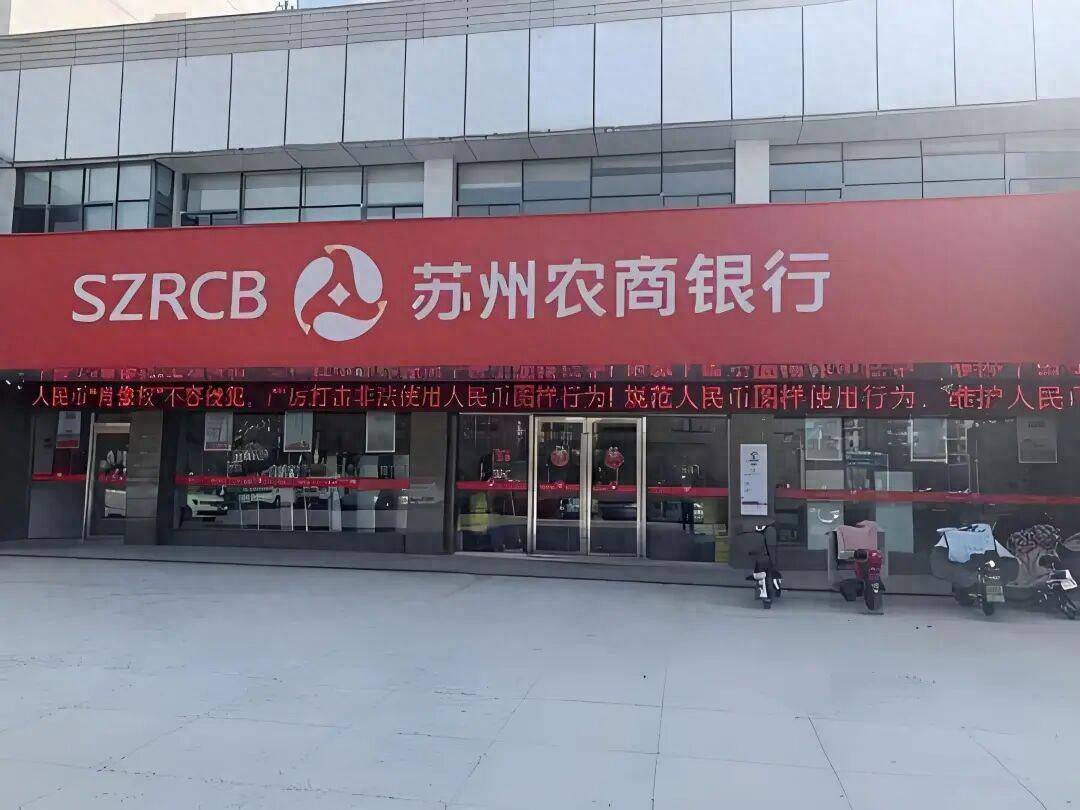 SZRCB 苏州农商银行
人民币"肖像权"不容侵犯, 严厉打击非法使用人民币图样行为! 规范人民币图样使用行为, 维护人民币